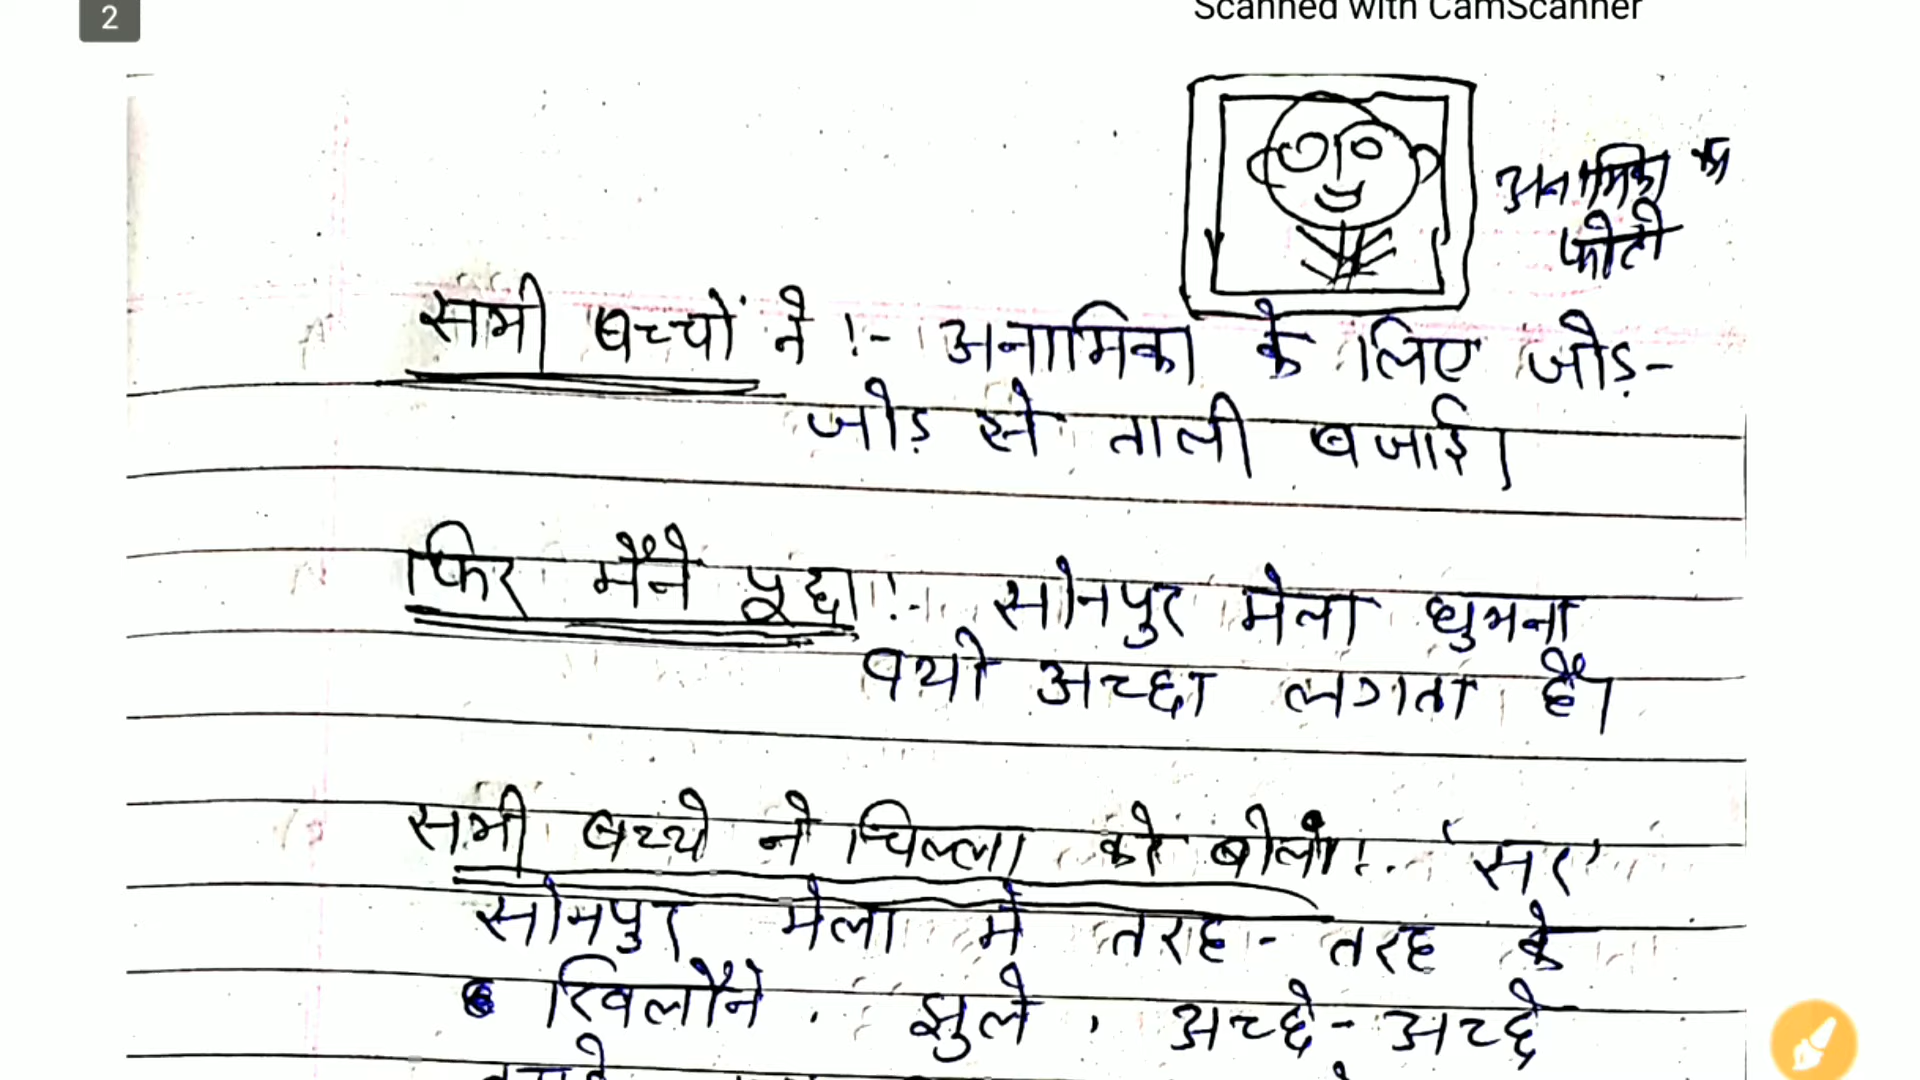 2
Scanned with CamScanner
अनामिका का
फोटो
सभी बच्चों ने :- अनामिका के लिए जोड़-
जोड़ से ताली बजाई।
फिर मैंने पूछा :- सोनपुर मेला घुमना
क्यो अच्छा लगता हैं।
सभी बच्चे ने चिल्ला को बोला :- 'सर'
सोनपुर मेला मे तरह - तरह के
खिलौने , झुले , अच्छे - अच्छे